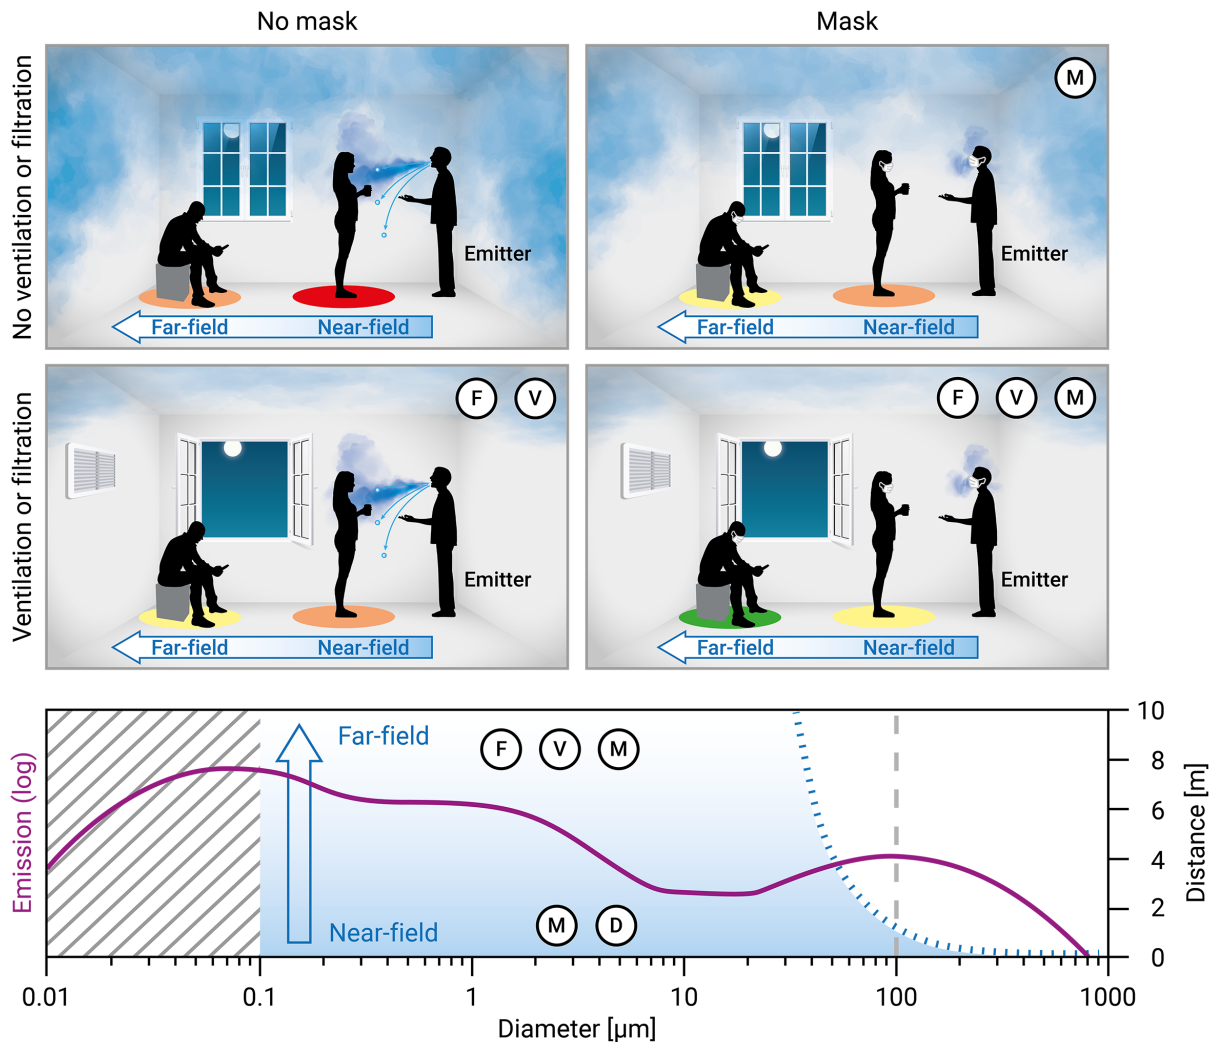 No mask
Mask
No ventilation or filtration
M
Emitter
Far-field
Near-field
Emitter
Far-field
Near-field
Ventilation or filtration
F V
F V M
Emitter
Far-field
Near-field
Emitter
Far-field
Near-field
Emission (log)
Far-field
F V M
Near-field
M D
10
8
6
4
2
0
Distance [m]
0.01 0.1 1 10 100 1000
Diameter [µm]